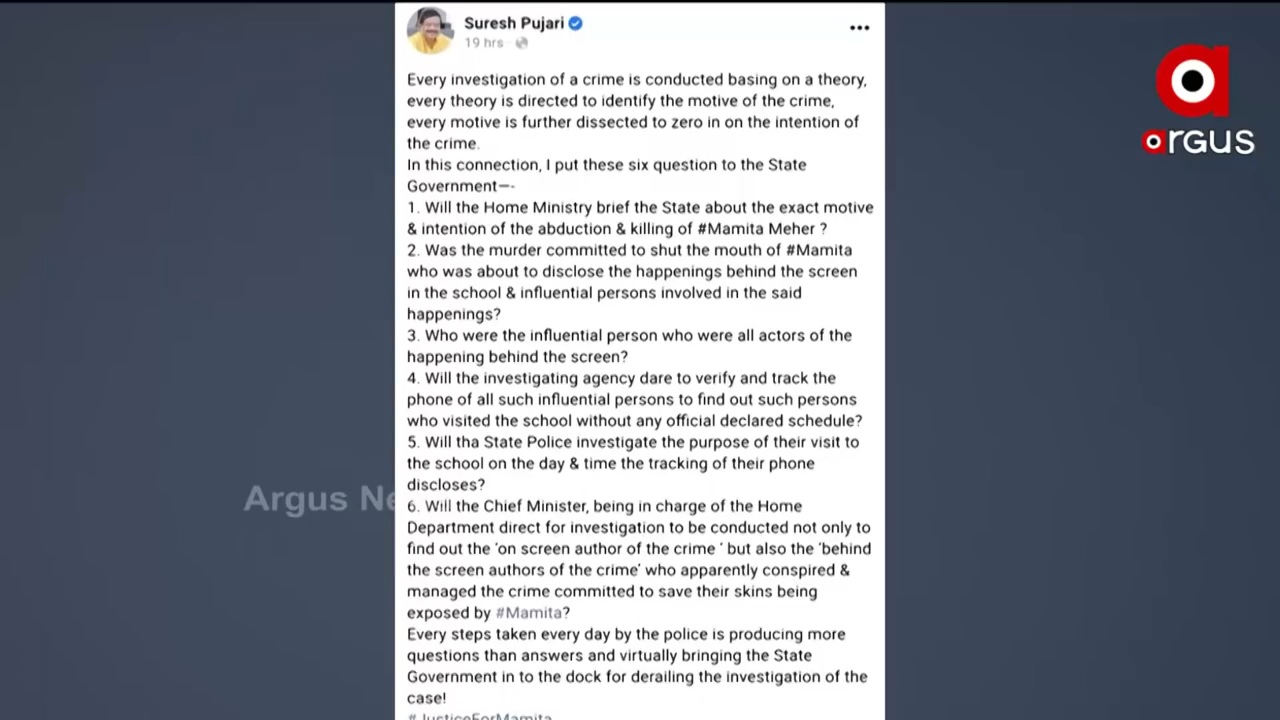 Suresh Pujari
19 hrs
Every investigation of a crime is conducted basing on a theory,
every theory is directed to identify the motive of the crime,
every motive is further dissected to zero in on the intention of
the crime.
In this connection, I put these six question to the State
Government—-
1. Will the Home Ministry brief the State about the exact motive
& intention of the abduction & killing of #Mamita Meher ?
2. Was the murder committed to shut the mouth of #Mamita
who was about to disclose the happenings behind the screen
in the school & influential persons involved in the said
happenings?
3. Who were the influential person who were all actors of the
happening behind the screen?
4. Will the investigating agency dare to verify and track the
phone of all such influential persons to find out such persons
who visited the school without any official declared schedule?
5. Will tha State Police investigate the purpose of their visit to
the school on the day & time the tracking of their phone
discloses?
6. Will the Chief Minister, being in charge of the Home
Department direct for investigation to be conducted not only to
find out the 'on screen author of the crime ' but also the 'behind
the screen authors of the crime' who apparently conspired &
managed the crime committed to save their skins being
exposed by #Mamita?
Every steps taken every day by the police is producing more
questions than answers and virtually bringing the State
Government in to the dock for derailing the investigation of the
case!
#JusticeForMamita
argus
Argus Ne